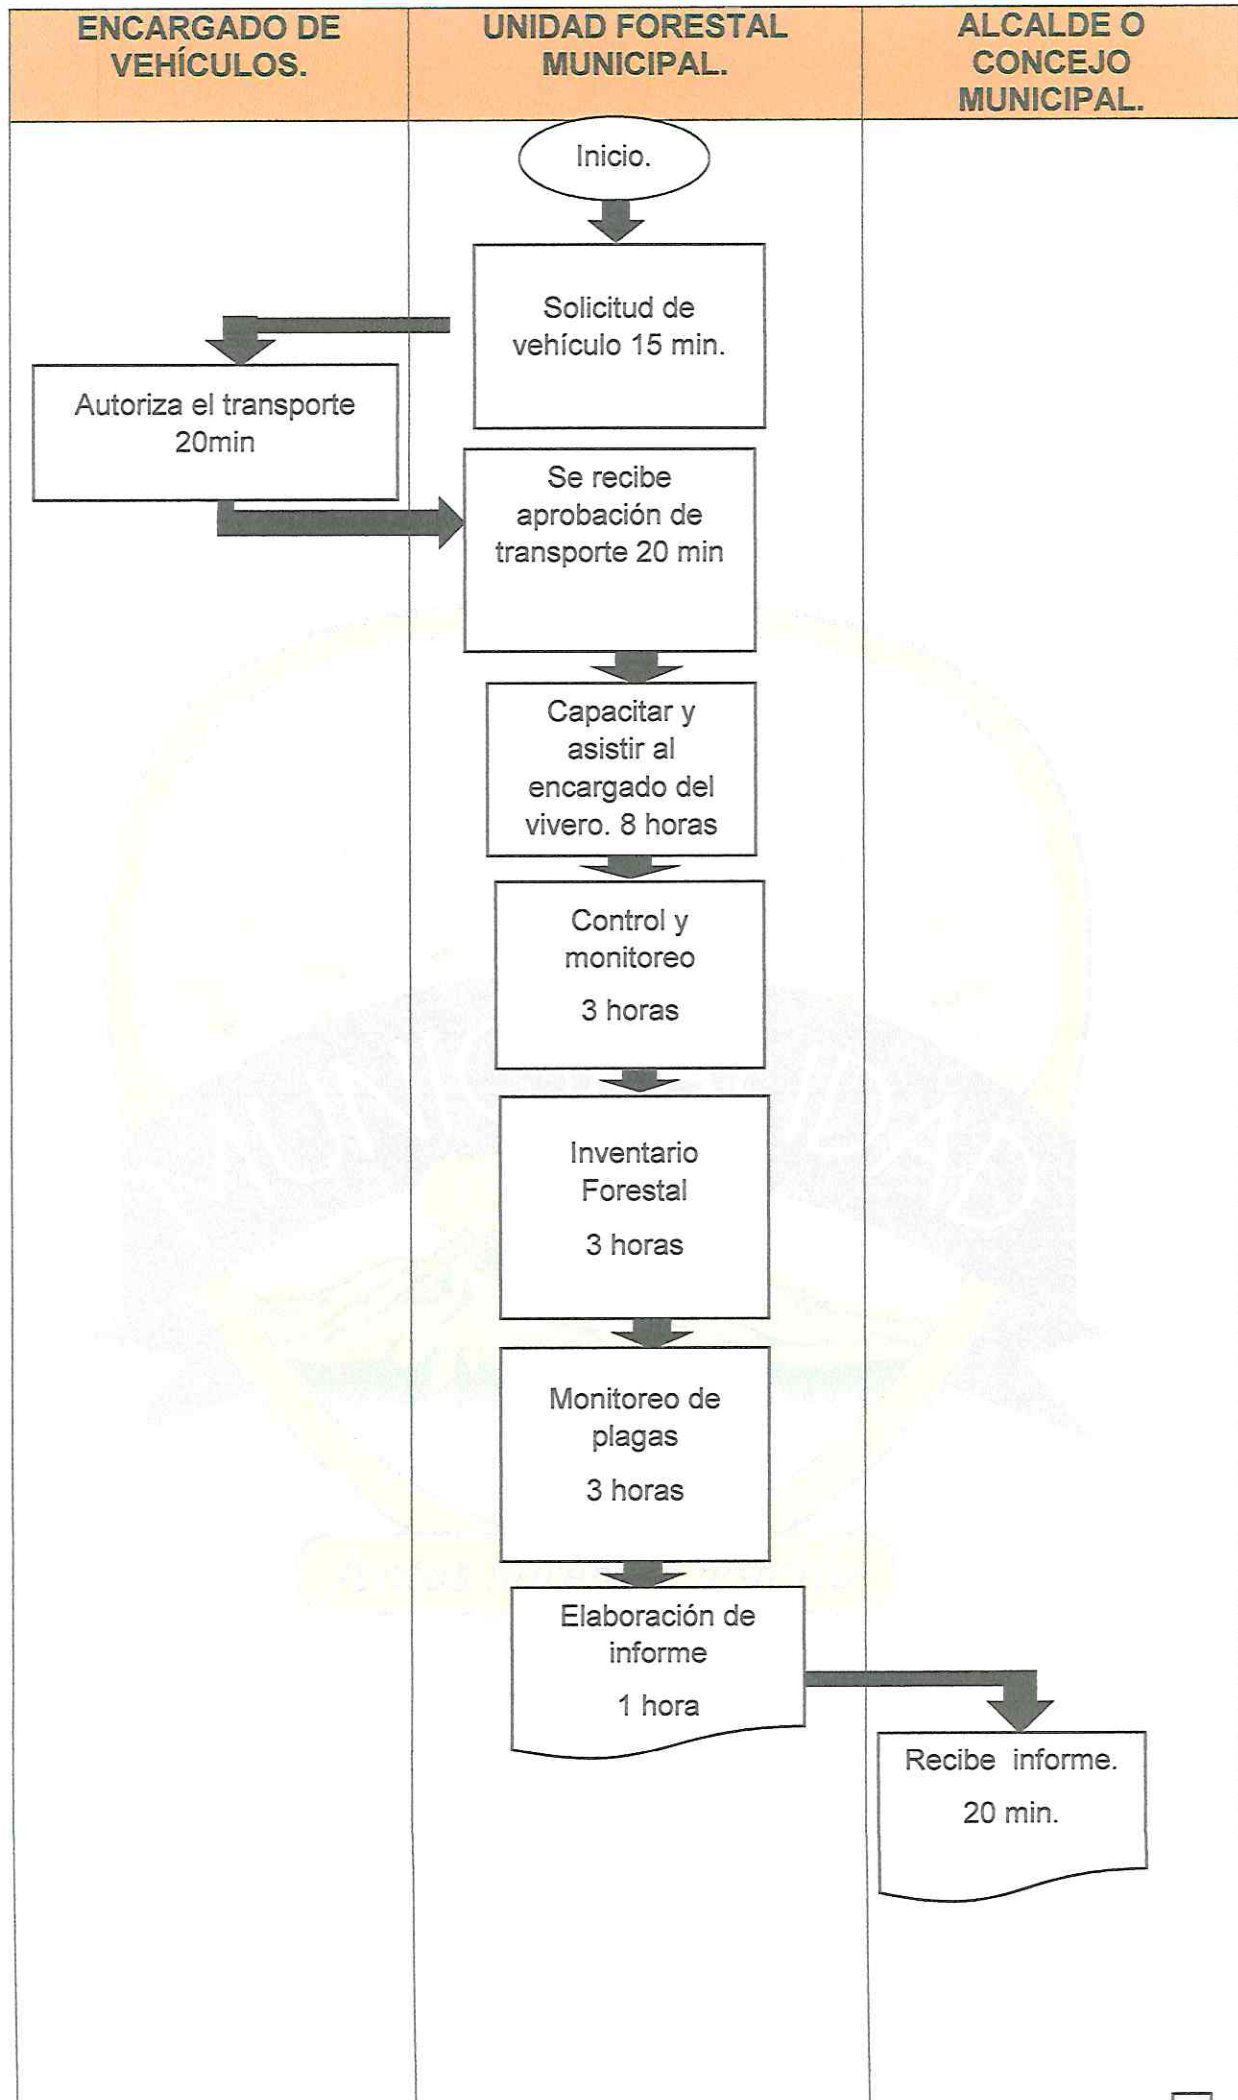 ENCARGADO DE
VEHÍCULOS.
UNIDAD FORESTAL
MUNICIPAL.
ALCALDE O
CONCEJO
MUNICIPAL.
Inicio.
Solicitud de
vehículo 15 min.
Autoriza el transporte
20min
Se recibe
aprobación de
transporte 20 min
Capacitar y
asistir al
encargado del
vivero. 8 horas
Control y
monitoreo
3 horas
Inventario
Forestal
3 horas
Monitoreo de
plagas
3 horas
Elaboración de
informe
1 hora
Recibe informe.
20 min.